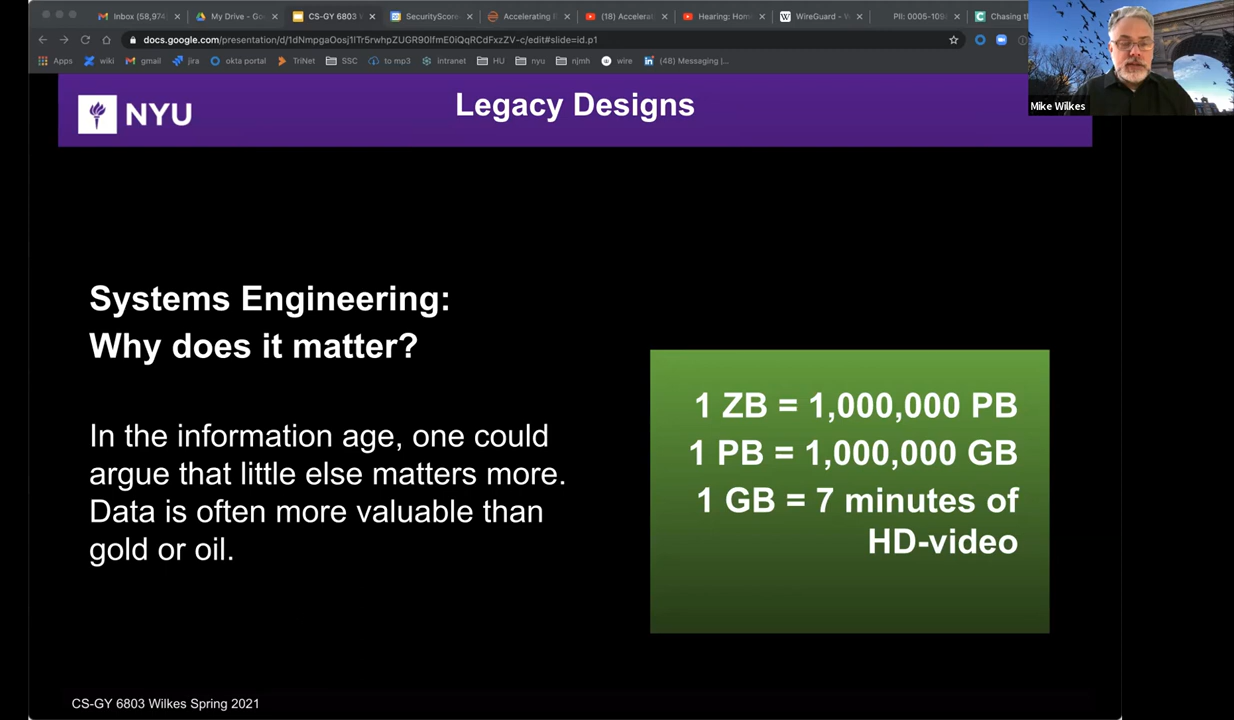 Inbox (58,974)
My Drive - Goo
CS-GY 6803 W
SecurityScore
Accelerating
(18) Accelerat
Hearing: Hom
WireGuard - W
PII: 0005-109
Chasing th
docs.google.com/presentation/d/1dNmpgaOosj1lTr5rwhpZUGR90lfmE0iQqRCdFxzZV-c/edit#slide=id.p1
Apps
wiki
gmail
jira
okta portal
TriNet
SSC
to mp3
intranet
HU
nyu
njmh
wire
(48) Messaging |...
Mike Wilkes
NYU
Legacy Designs
Systems Engineering:
Why does it matter?
In the information age, one could
argue that little else matters more.
Data is often more valuable than
gold or oil.
1 ZB = 1,000,000 PB
1 PB = 1,000,000 GB
1 GB = 7 minutes of
HD-video
CS-GY 6803 Wilkes Spring 2021